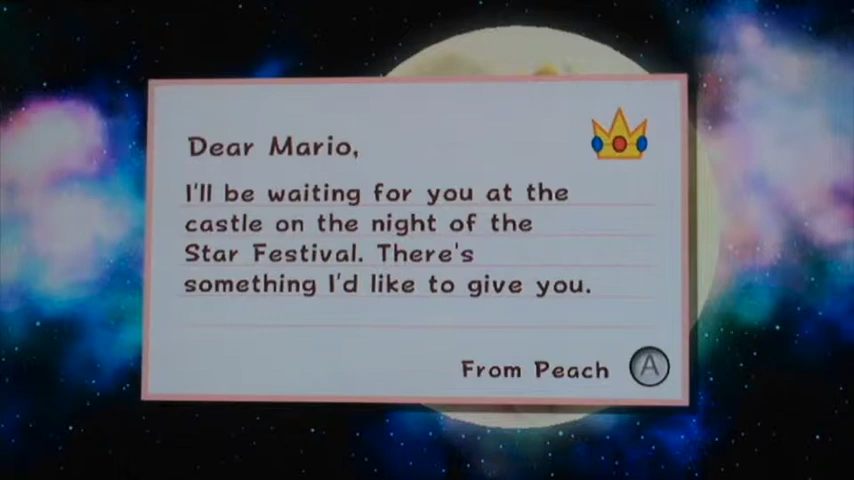 Dear Mario,
I'll be waiting for you at the
castle on the night of the
Star Festival. There's
something I'd like to give you.
From Peach
A